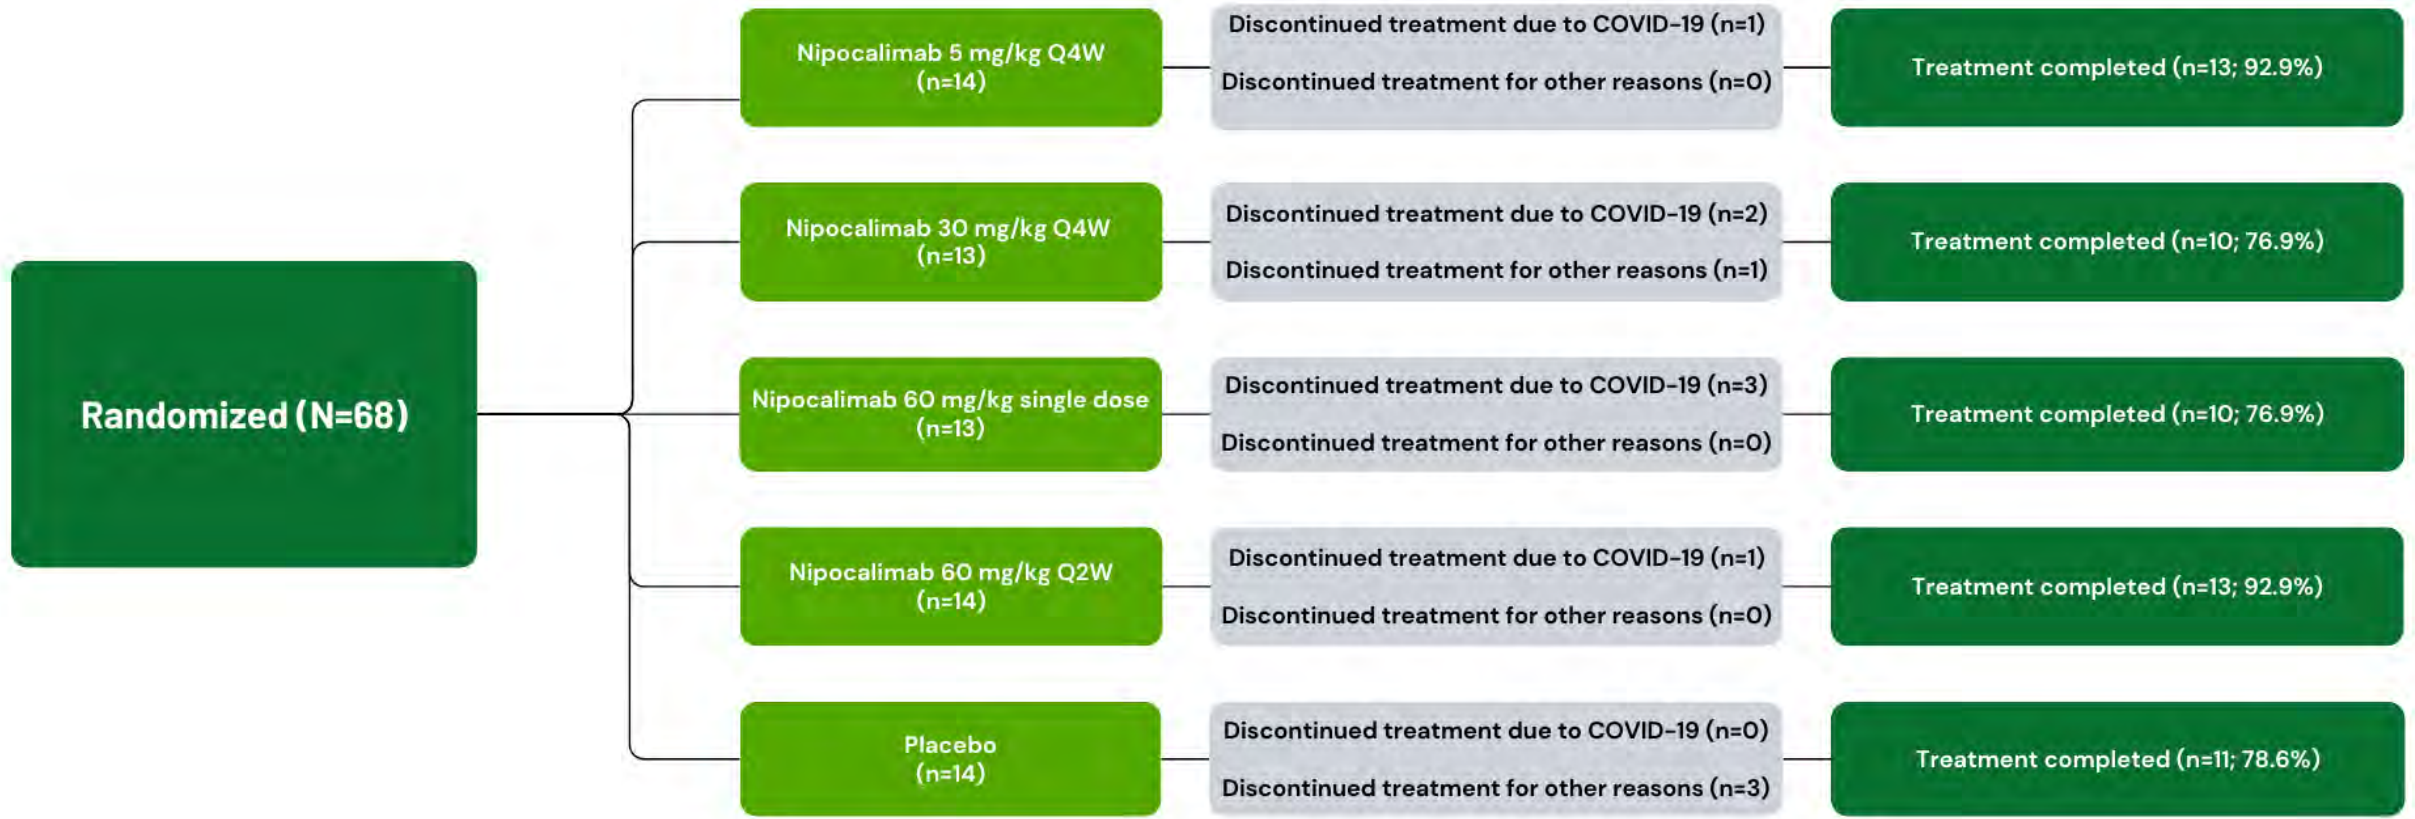 Randomized (N=68)
Nipocalimab 5 mg/kg Q4W
(n=14)
Discontinued treatment due to COVID-19 (n=1)
Discontinued treatment for other reasons (n=0)
Treatment completed (n=13; 92.9%)
Nipocalimab 30 mg/kg Q4W
(n=13)
Discontinued treatment due to COVID-19 (n=2)
Discontinued treatment for other reasons (n=1)
Treatment completed (n=10; 76.9%)
Nipocalimab 60 mg/kg single dose
(n=13)
Discontinued treatment due to COVID-19 (n=3)
Discontinued treatment for other reasons (n=0)
Treatment completed (n=10; 76.9%)
Nipocalimab 60 mg/kg Q2W
(n=14)
Discontinued treatment due to COVID-19 (n=1)
Discontinued treatment for other reasons (n=0)
Treatment completed (n=13; 92.9%)
Placebo
(n=14)
Discontinued treatment due to COVID-19 (n=0)
Discontinued treatment for other reasons (n=3)
Treatment completed (n=11; 78.6%)